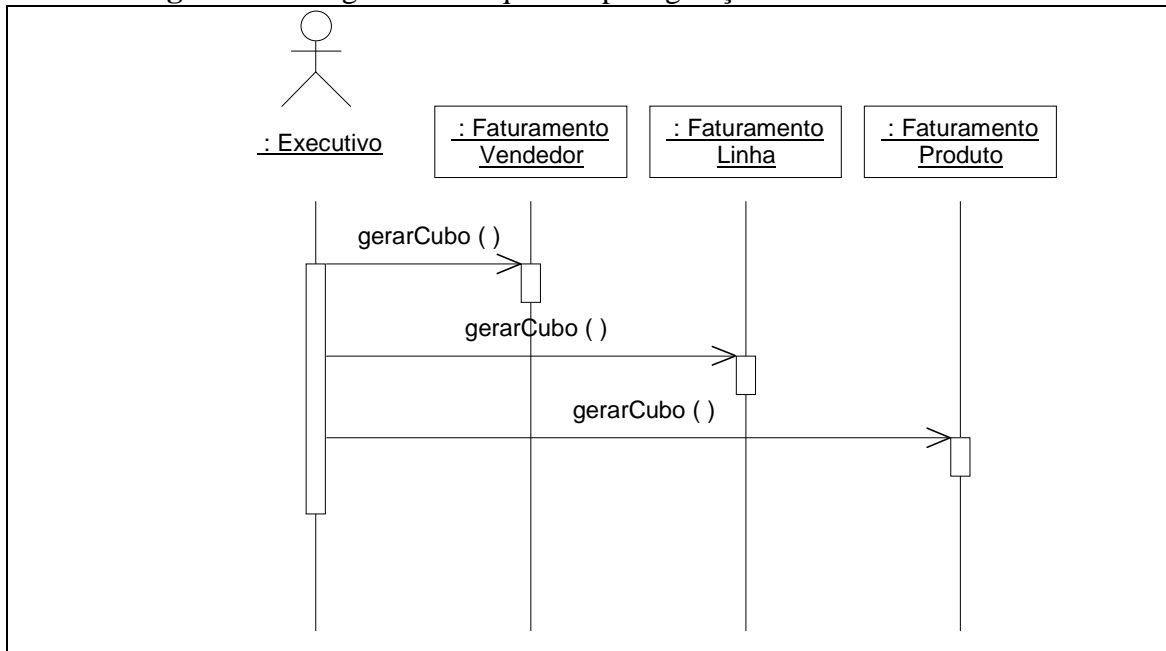 : Executivo
: Faturamento
Vendedor
: Faturamento
Linha
: Faturamento
Produto
gerarCubo ( )
gerarCubo ( )
gerarCubo ( )